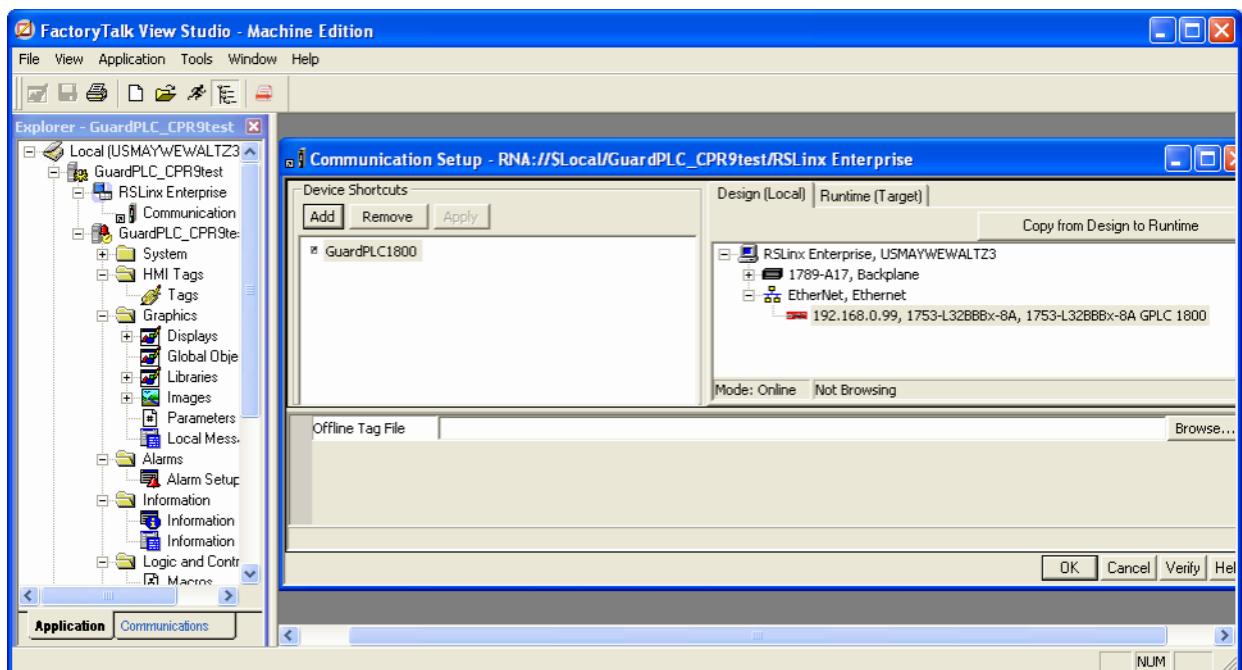 FactoryTalk View Studio - Machine Edition
File View Application Tools Window Help
Explorer - GuardPLC_CPR9test
Local (USMAYWEWALTZ3
GuardPLC_CPR9test
RSLinx Enterprise
Communication
GuardPLC_CPR9te:
System
HMI Tags
Tags
Graphics
Displays
Global Obje
Libraries
Images
Parameters
Local Mess.
Alarms
Alarm Setup
Information
Information
Information
Logic and Contr
Macros
Application Communications
Communication Setup - RNA://$Local/GuardPLC_CPR9test/RSLinx Enterprise
Device Shortcuts
Add Remove Apply
GuardPLC1800
Design (Local) Runtime (Target)
Copy from Design to Runtime
RSLinx Enterprise, USMAYWEWALTZ3
1789-A17, Backplane
EtherNet, Ethernet
192.168.0.99, 1753-L32BBBx-8A, 1753-L32BBBx-8A GPLC 1800
Mode: Online Not Browsing
Offline Tag File Browse...
OK Cancel Verify Hel
NUM